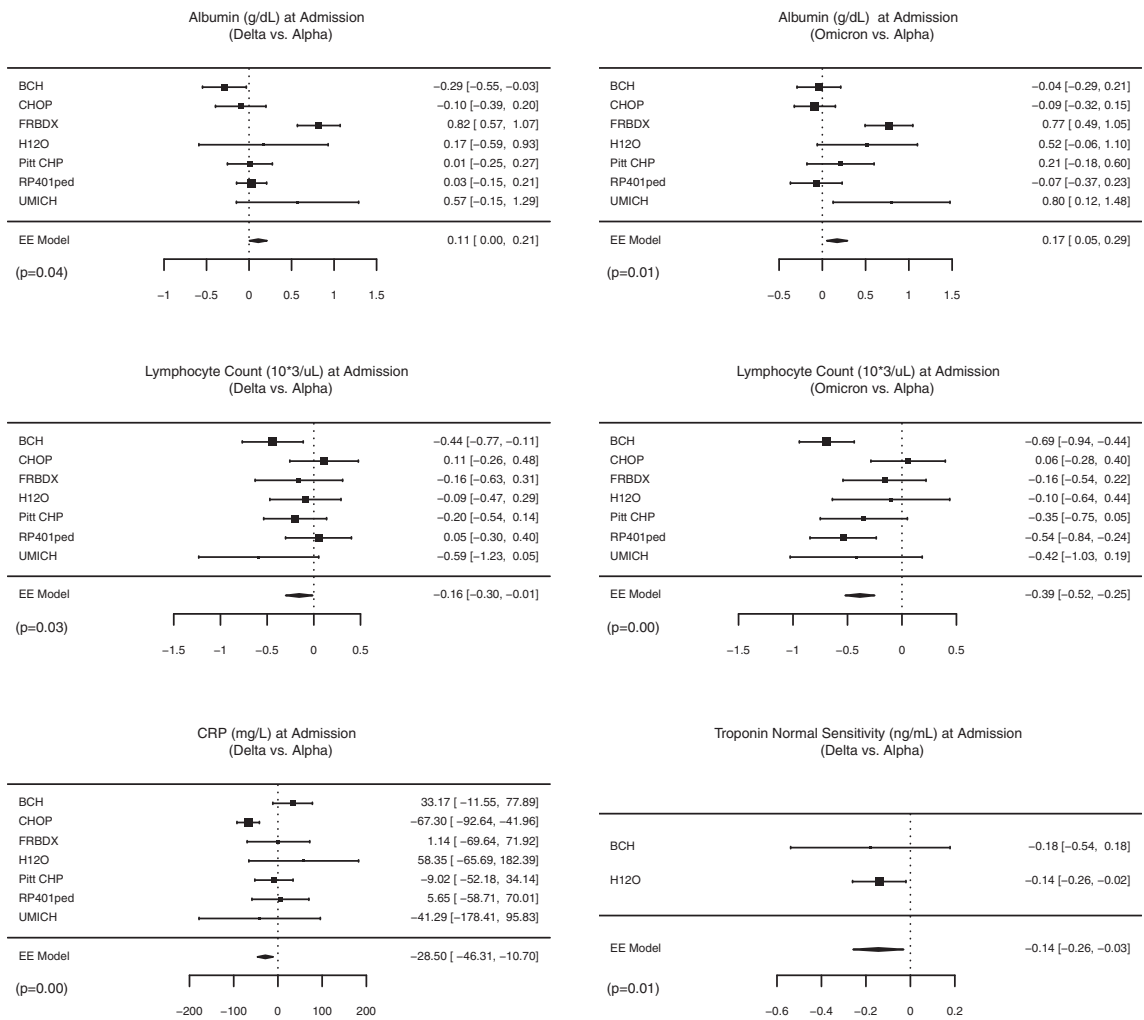 Albumin (g/dL) at Admission
(Delta vs. Alpha)
BCH −0.29 [−0.55, −0.03]
CHOP −0.10 [−0.39, 0.20]
FRBDX 0.82 [ 0.57, 1.07]
H12O 0.17 [−0.59, 0.93]
Pitt CHP 0.01 [−0.25, 0.27]
RP401ped 0.03 [−0.15, 0.21]
UMICH 0.57 [−0.15, 1.29]
EE Model 0.11 [ 0.00, 0.21]
(p=0.04)
−1 −0.5 0 0.5 1 1.5
Albumin (g/dL) at Admission
(Omicron vs. Alpha)
BCH −0.04 [−0.29, 0.21]
CHOP −0.09 [−0.32, 0.15]
FRBDX 0.77 [ 0.49, 1.05]
H12O 0.52 [−0.06, 1.10]
Pitt CHP 0.21 [−0.18, 0.60]
RP401ped −0.07 [−0.37, 0.23]
UMICH 0.80 [ 0.12, 1.48]
EE Model 0.17 [ 0.05, 0.29]
(p=0.01)
−0.5 0 0.5 1 1.5
Lymphocyte Count (10*3/uL) at Admission
(Delta vs. Alpha)
BCH −0.44 [−0.77, −0.11]
CHOP 0.11 [−0.26, 0.48]
FRBDX −0.16 [−0.63, 0.31]
H12O −0.09 [−0.47, 0.29]
Pitt CHP −0.20 [−0.54, 0.14]
RP401ped 0.05 [−0.30, 0.40]
UMICH −0.59 [−1.23, 0.05]
EE Model −0.16 [−0.30, −0.01]
(p=0.03)
−1.5 −1 −0.5 0 0.5
Lymphocyte Count (10*3/uL) at Admission
(Omicron vs. Alpha)
BCH −0.69 [−0.94, −0.44]
CHOP 0.06 [−0.28, 0.40]
FRBDX −0.16 [−0.54, 0.22]
H12O −0.10 [−0.64, 0.44]
Pitt CHP −0.35 [−0.75, 0.05]
RP401ped −0.54 [−0.84, −0.24]
UMICH −0.42 [−1.03, 0.19]
EE Model −0.39 [−0.52, −0.25]
(p=0.00)
−1.5 −1 −0.5 0 0.5
CRP (mg/L) at Admission
(Delta vs. Alpha)
BCH 33.17 [ −11.55, 77.89]
CHOP −67.30 [ −92.64, −41.96]
FRBDX 1.14 [ −69.64, 71.92]
H12O 58.35 [ −65.69, 182.39]
Pitt CHP −9.02 [ −52.18, 34.14]
RP401ped 5.65 [ −58.71, 70.01]
UMICH −41.29 [−178.41, 95.83]
EE Model −28.50 [ −46.31, −10.70]
(p=0.00)
−200 −100 0 100 200
Troponin Normal Sensitivity (ng/mL) at Admission
(Delta vs. Alpha)
BCH −0.18 [−0.54, 0.18]
H12O −0.14 [−0.26, −0.02]
EE Model −0.14 [−0.26, −0.03]
(p=0.01)
−0.6 −0.4 −0.2 0 0.2